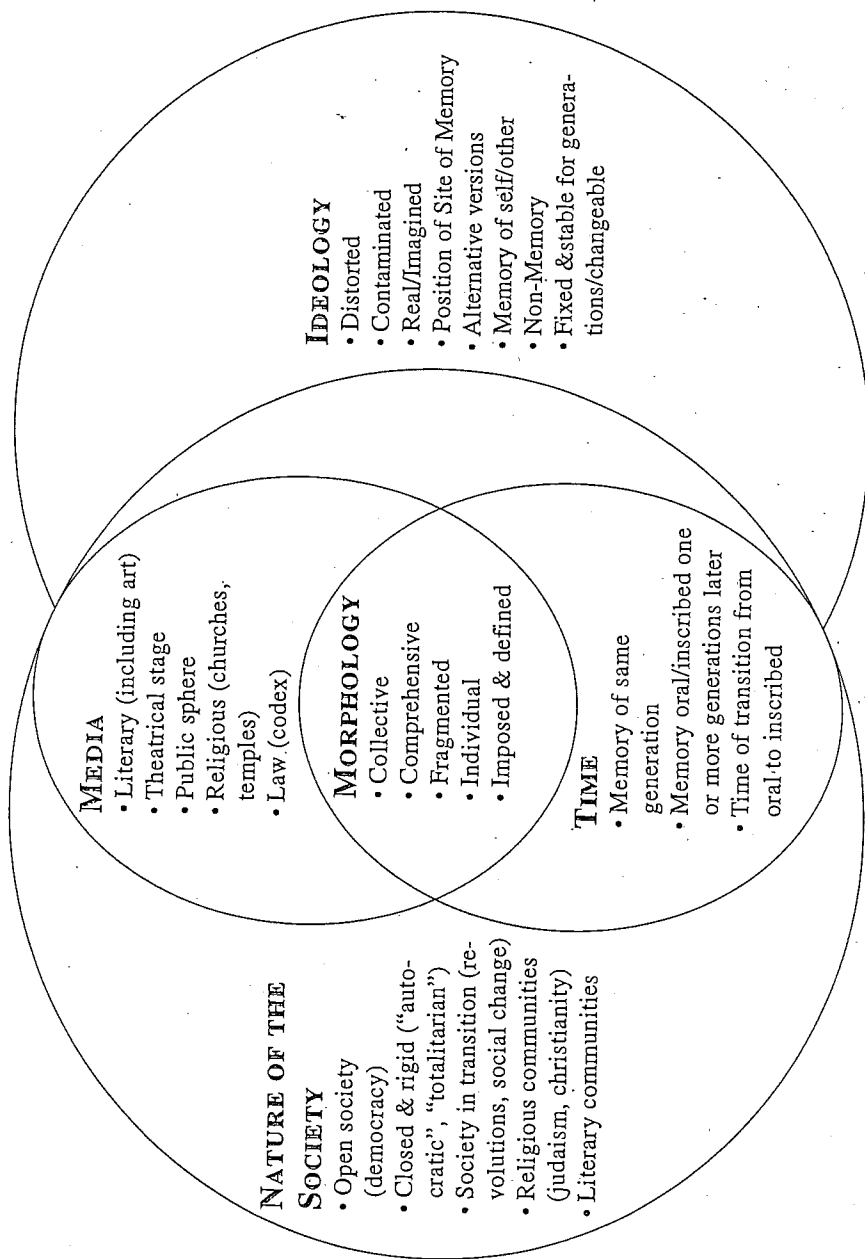 NATURE OF THE
SOCIETY
• Open society
(democracy)
• Closed & rigid (“auto-
cratic”, “totalitarian”)
• Society in transition (re-
volutions, social change)
• Religious communities
(judaism, christianity)
• Literary communities
MEDIA
• Literary (including art)
• Theatrical stage
• Public sphere
• Religious (churches,
temples)
• Law (codex)
MORPHOLOGY
• Collective
• Comprehensive
• Fragmented
• Individual
• Imposed & defined
TIME
• Memory of same
generation
• Memory oral/inscribed one
or more generations later
• Time of transition from
oral to inscribed
IDEOLOGY
• Distorted
• Contaminated
• Real/Imagined
• Position of Site of Memory
• Alternative versions
• Memory of self/other
• Non-Memory
• Fixed &stable for genera-
tions/changeable